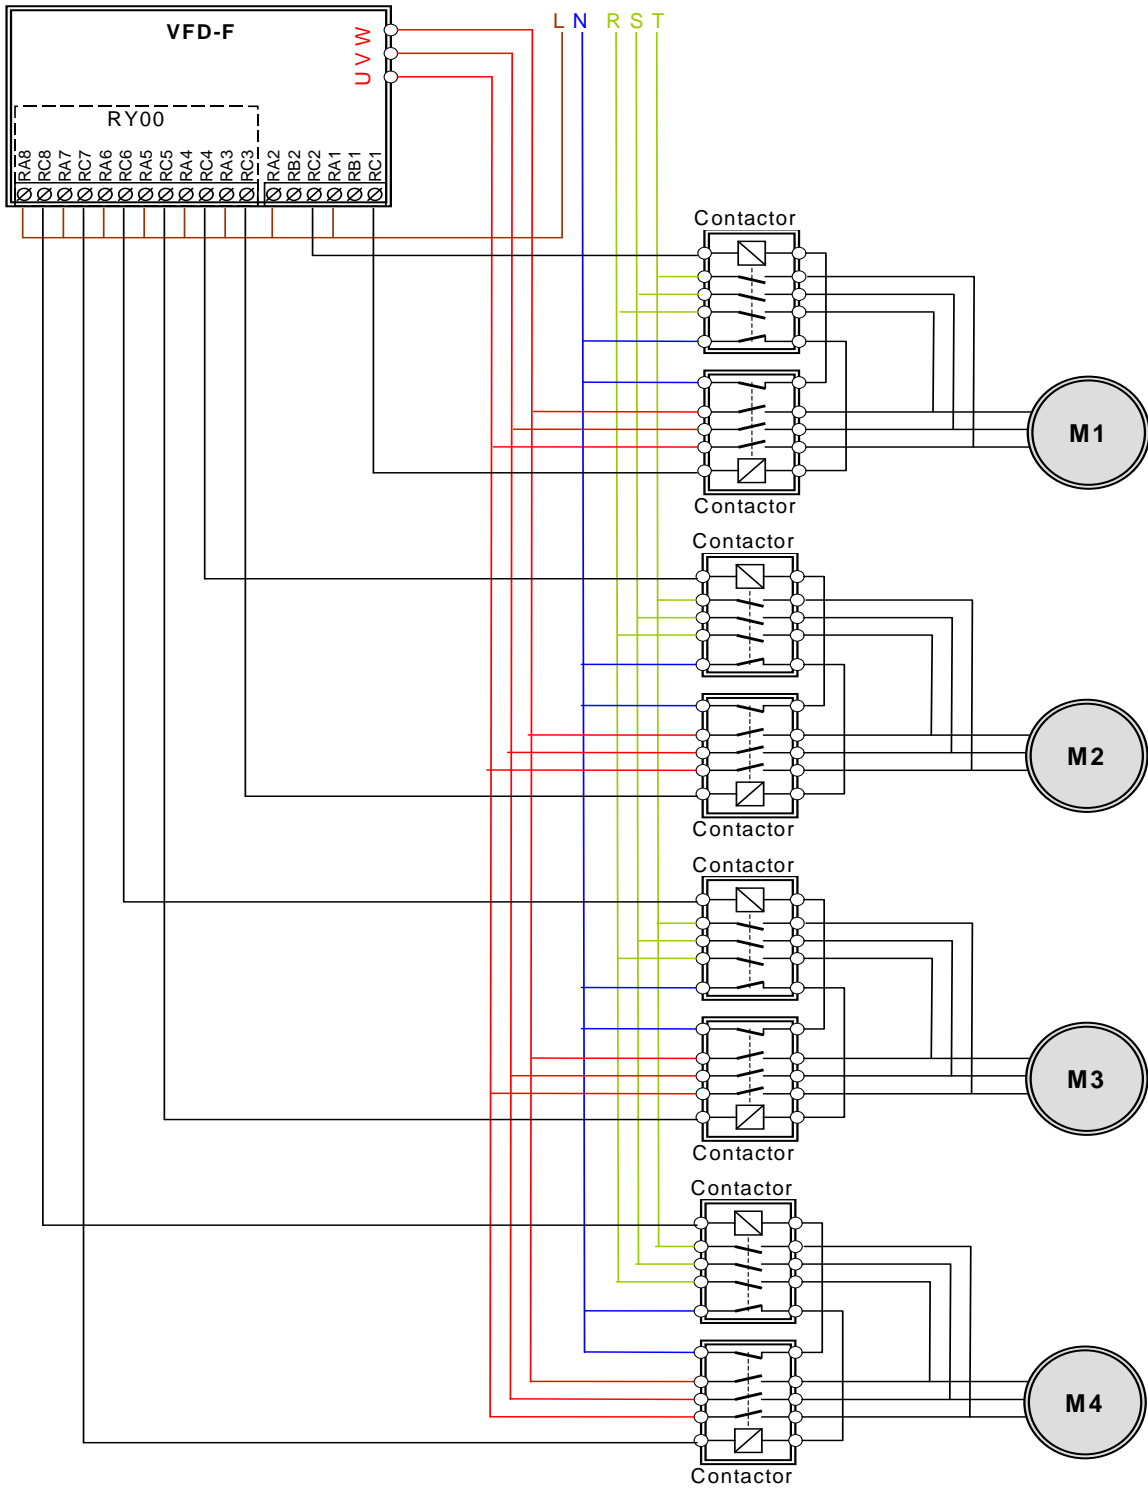 VFD-F
U V W
L N R S T
RY00
RA8 RC8 RA7 RC7 RA6 RC6 RA5 RC5 RA4 RC4 RA3 RC3 RA2 RB2 RC2 RA1 RB1 RC1
Contactor
M1
Contactor
Contactor
M2
Contactor
Contactor
M3
Contactor
Contactor
M4
Contactor